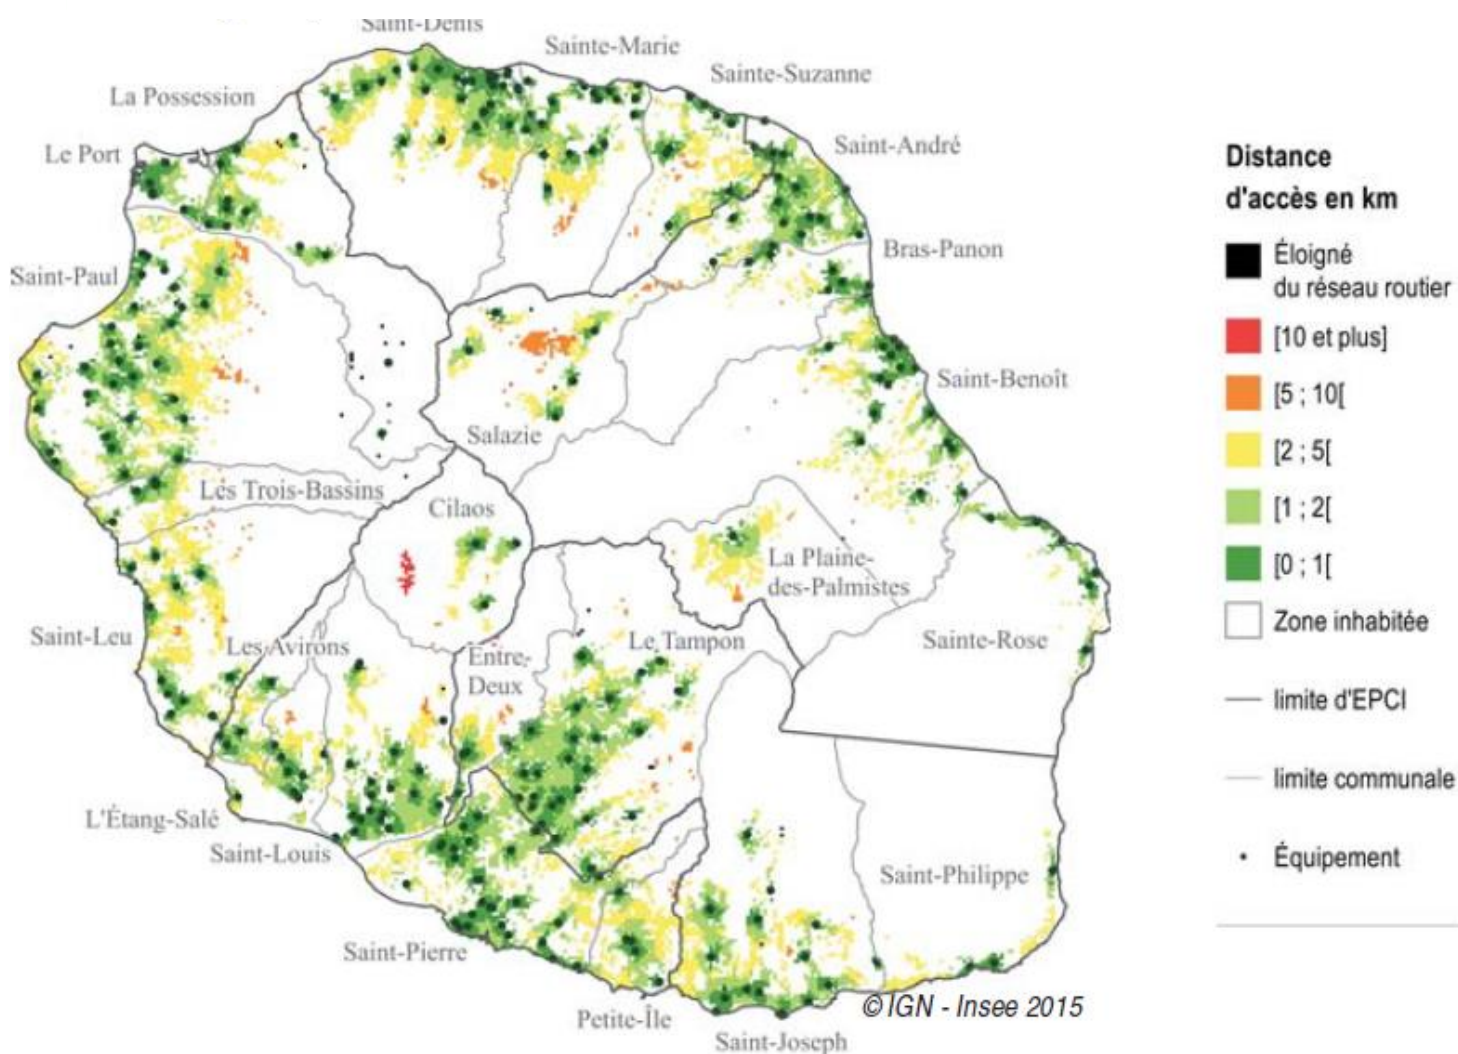 Saint-Denis
Sainte-Marie
Sainte-Suzanne
La Possession
Le Port
Saint-André
Bras-Panon
Saint-Paul
Saint-Benoît
Salazie
Les Trois-Bassins
Cilaos
La Plaine-
des-Palmistes
Saint-Leu
Les Avirons
Entre-
Deux
Le Tampon
Sainte-Rose
L'Étang-Salé
Saint-Louis
Saint-Philippe
Saint-Pierre
Petite-Île
Saint-Joseph
© IGN - Insee 2015
Distance
d'accès en km
Éloigné
du réseau routier
[10 et plus]
[5 ; 10[
[2 ; 5[
[1 ; 2[
[0 ; 1[
Zone inhabitée
limite d'EPCI
limite communale
Équipement